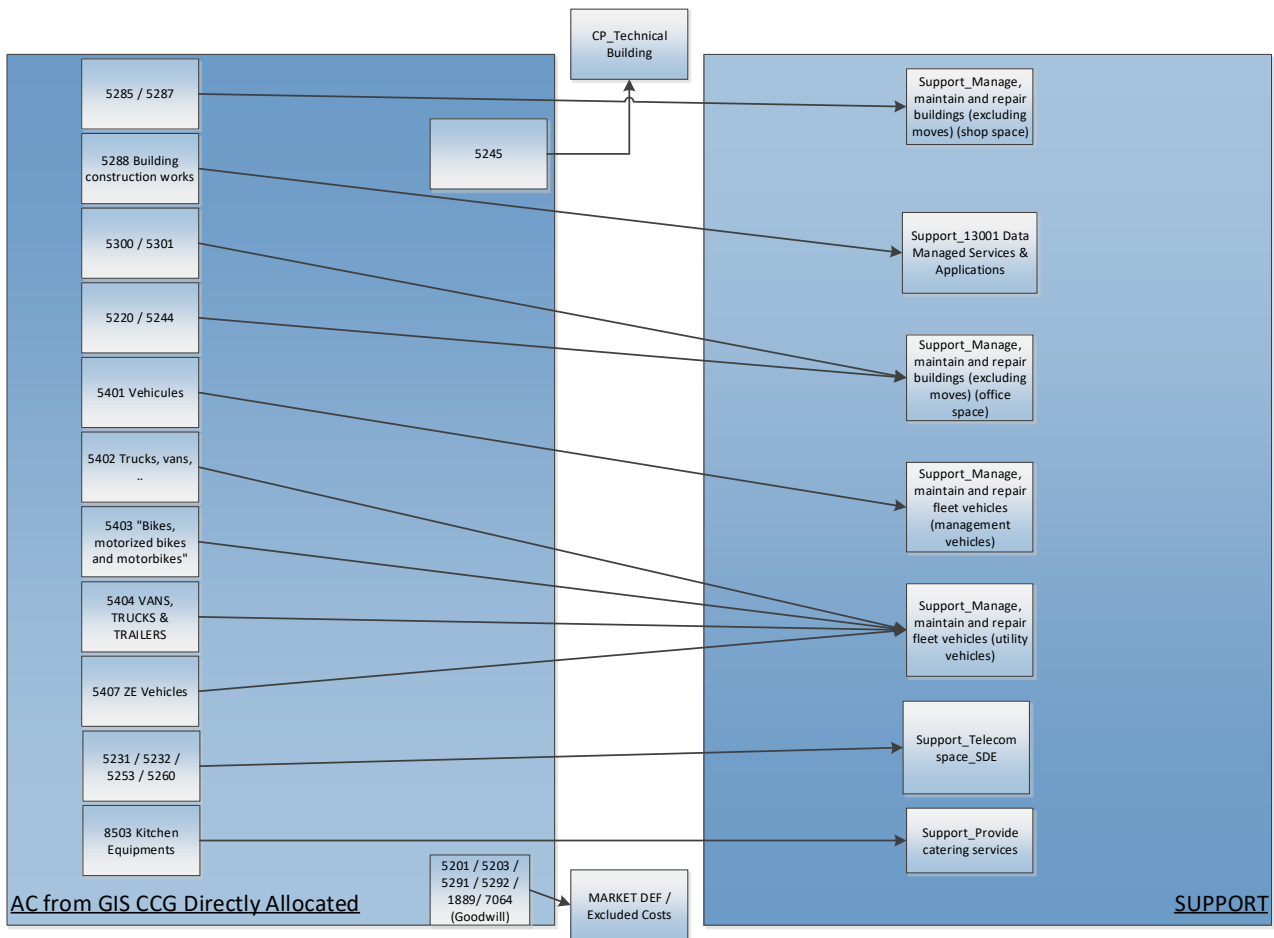 CP_Technical
Building
5285 / 5287
5245
5288 Building
construction works
5300 / 5301
5220 / 5244
5401 Vehicules
5402 Trucks, vans,
..
5403 "Bikes,
motorized bikes
and motorbikes"
5404 VANS,
TRUCKS &
TRAILERS
5407 ZE Vehicles
5231 / 5232 /
5253 / 5260
8503 Kitchen
Equipments
5201 / 5203 /
5291 / 5292 /
1889/ 7064
(Goodwill)
AC from GIS CCG Directly Allocated
MARKET DEF /
Excluded Costs
Support_Manage,
maintain and repair
buildings (excluding
moves) (shop space)
Support_13001 Data
Managed Services &
Applications
Support_Manage,
maintain and repair
buildings (excluding
moves) (office
space)
Support_Manage,
maintain and repair
fleet vehicles
(management
vehicles)
Support_Manage,
maintain and repair
fleet vehicles (utility
vehicles)
Support_Telecom
space_SDE
Support_Provide
catering services
SUPPORT